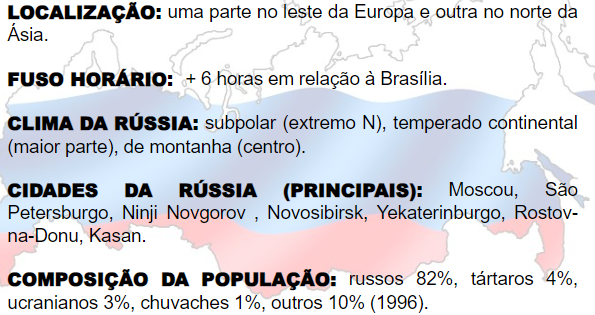 LOCALIZAÇÃO: uma parte no leste da Europa e outra no norte da
Ásia.
FUSO HORÁRIO: + 6 horas em relação à Brasília.
CLIMA DA RÚSSIA: subpolar (extremo N), temperado continental
(maior parte), de montanha (centro).
CIDADES DA RÚSSIA (PRINCIPAIS): Moscou, São
Petersburgo, Ninji Novgorov , Novosibirsk, Yekaterinburgo, Rostov-
na-Donu, Kasan.
COMPOSIÇÃO DA POPULAÇÃO: russos 82%, tártaros 4%,
ucranianos 3%, chuvaches 1%, outros 10% (1996).